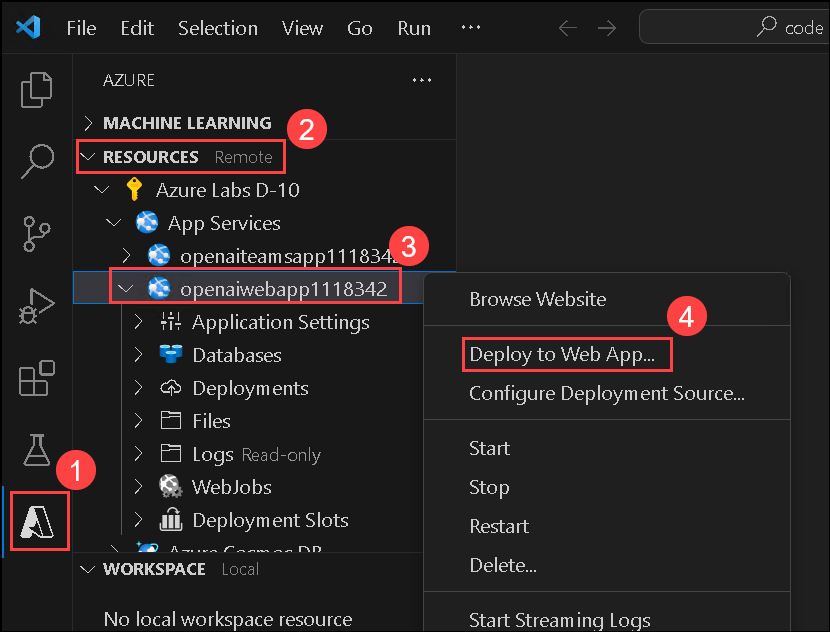 File Edit Selection View Go Run ··· code
AZURE ···
MACHINE LEARNING
2
RESOURCES Remote
Azure Labs D-10
App Services
openaiteamsapp111834
3
openaiwebapp1118342
Browse Website
4
Application Settings
Deploy to Web App...
Databases
Deployments
Configure Deployment Source...
Files
Start
Logs Read-only
1
WebJobs
Stop
Deployment Slots
Restart
Azure Cosmos DB
WORKSPACE Local
Delete...
No local workspace resource
Start Streaming Logs